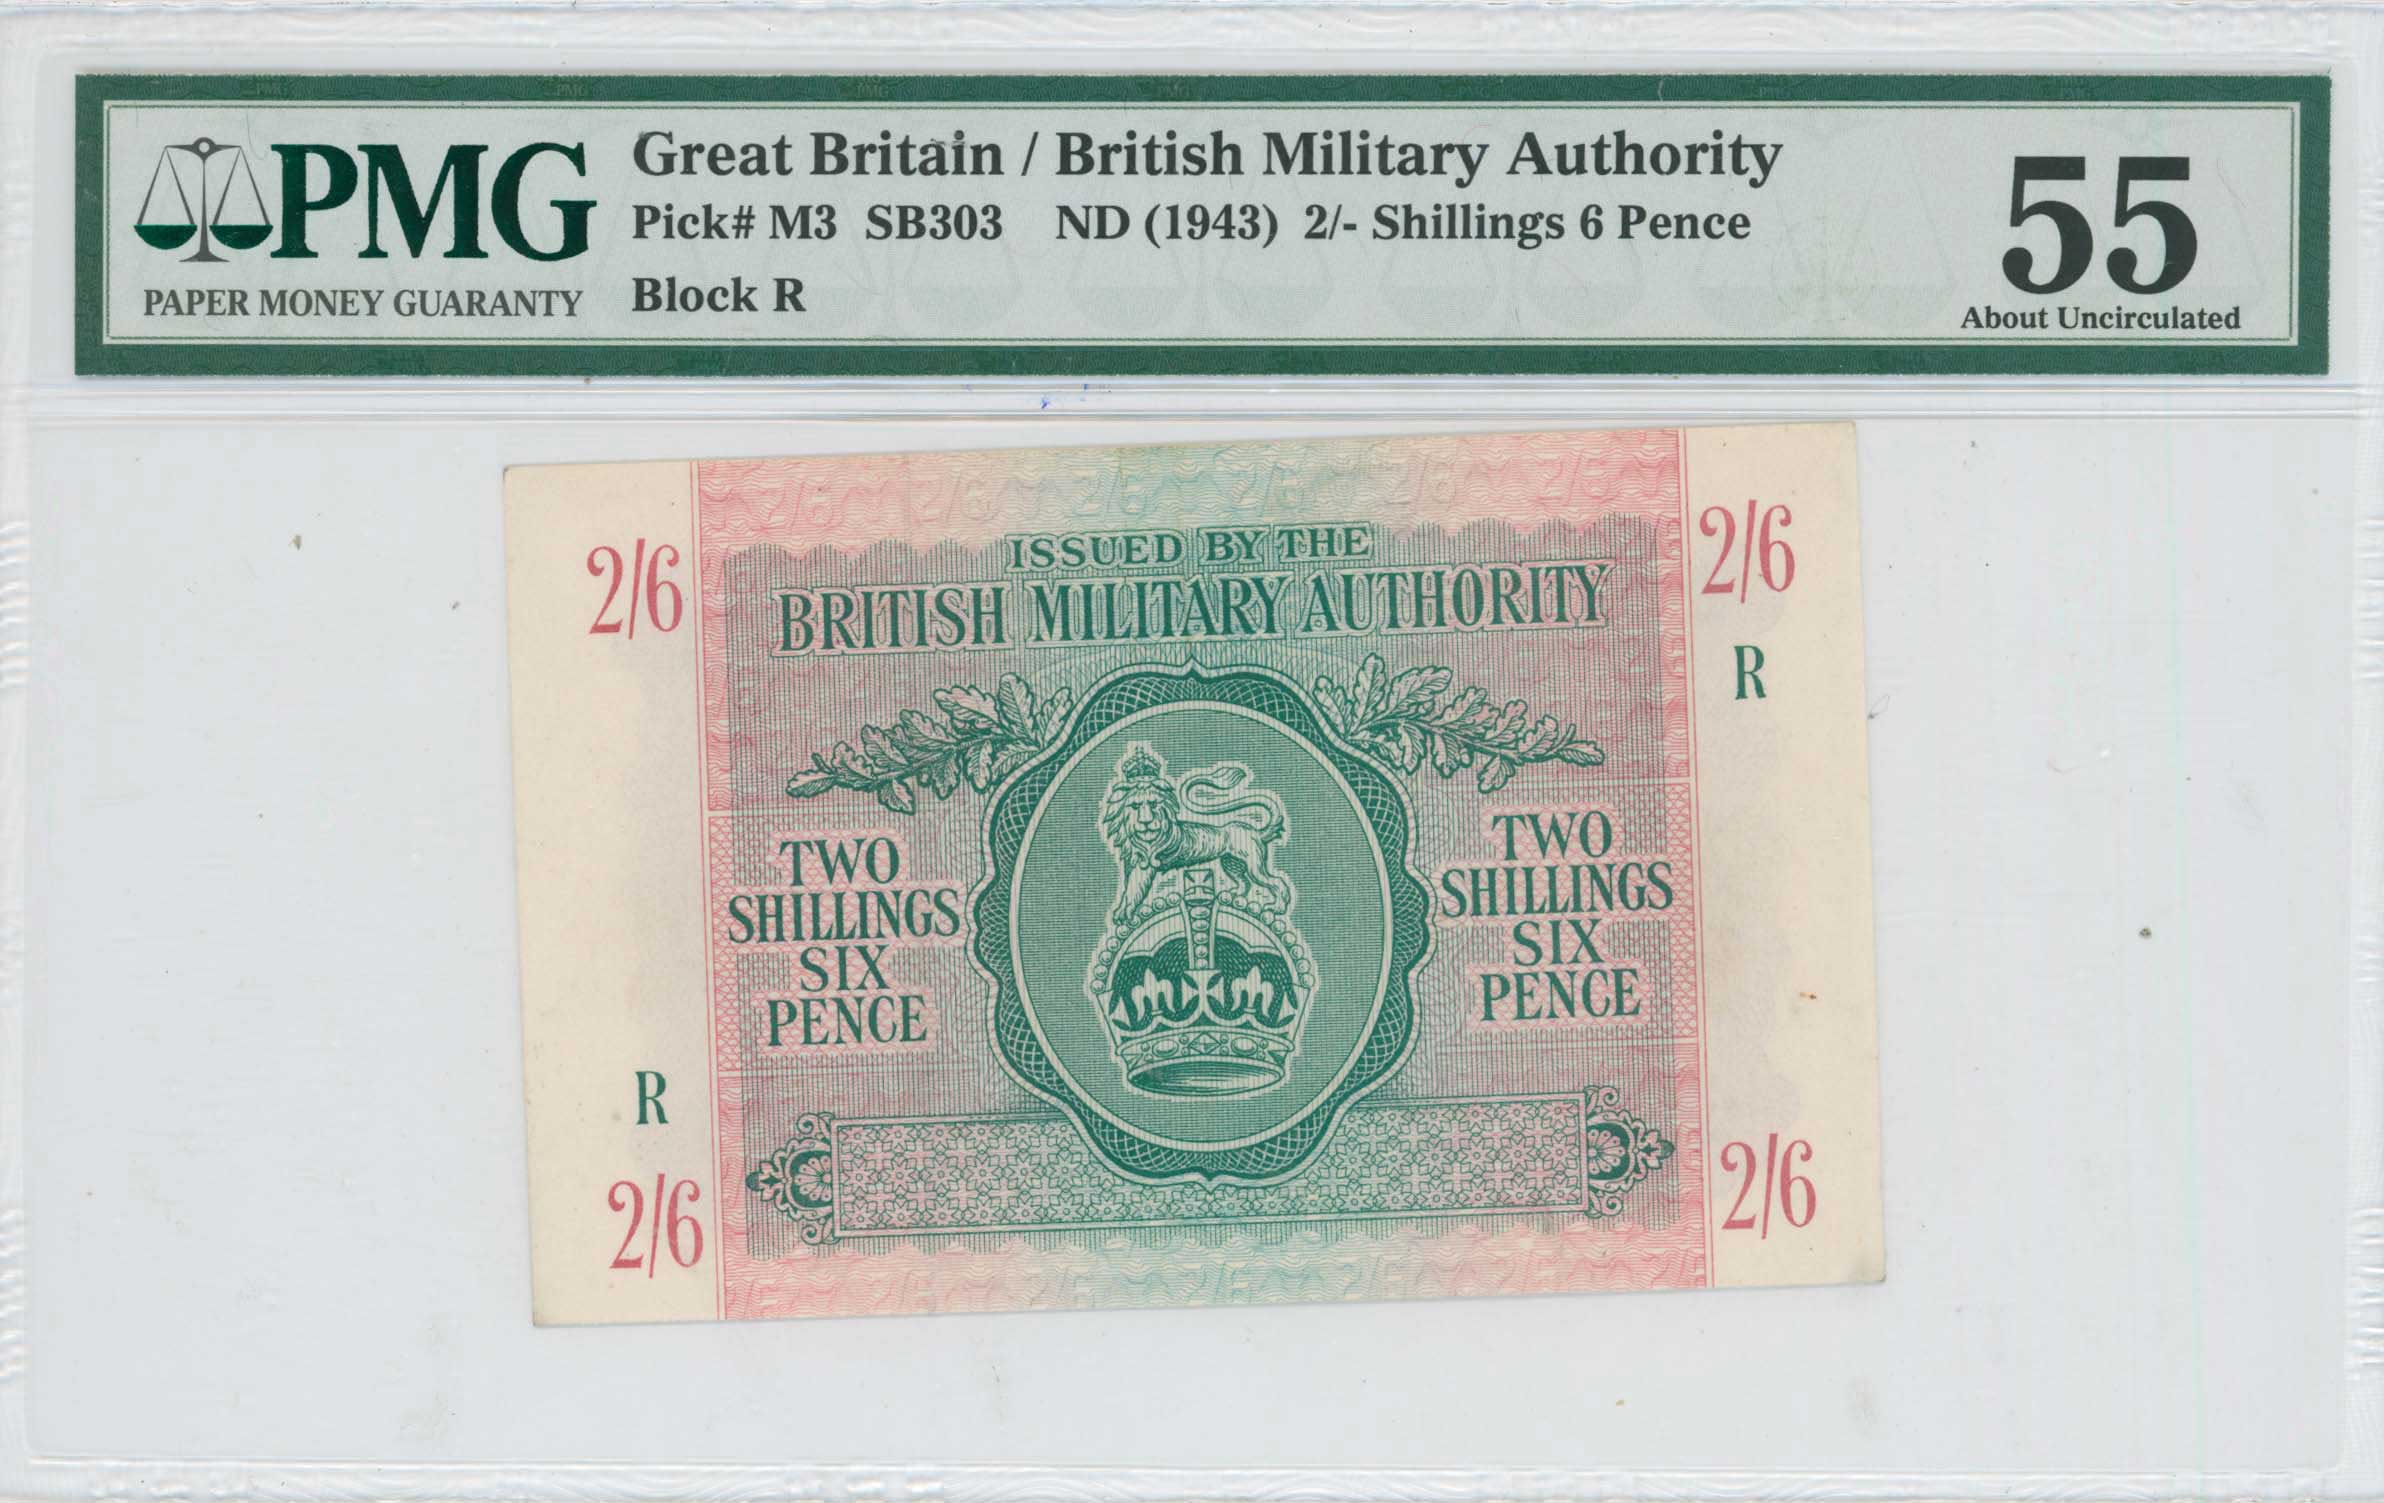 PMG
PAPER MONEY GUARANTY
Great Britain / British Military Authority
Pick# M3 SB303 ND (1943) 2/- Shillings 6 Pence
Block R
55
About Uncirculated
2/6
2/6
ISSUED BY THE
BRITISH MILITARY AUTHORITY
R
TWO
SHILLINGS
SIX
PENCE
TWO
SHILLINGS
SIX
PENCE
R
2/6
2/6